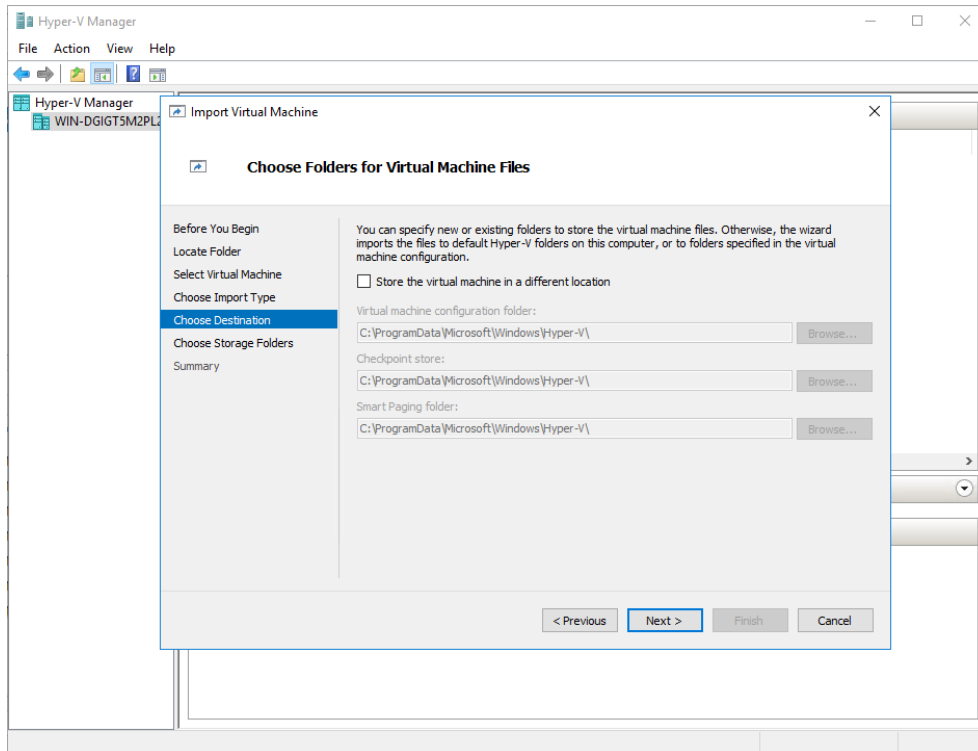 Hyper-V Manager
File Action View Help
Hyper-V Manager
WIN-DGIGT5M2PL2
Import Virtual Machine
Choose Folders for Virtual Machine Files
Before You Begin
Locate Folder
Select Virtual Machine
Choose Import Type
Choose Destination
Choose Storage Folders
Summary
You can specify new or existing folders to store the virtual machine files. Otherwise, the wizard
imports the files to default Hyper-V folders on this computer, or to folders specified in the virtual
machine configuration.
Store the virtual machine in a different location
Virtual machine configuration folder:
C:\ProgramData\Microsoft\Windows\Hyper-V\ Browse...
Checkpoint store:
C:\ProgramData\Microsoft\Windows\Hyper-V\ Browse...
Smart Paging folder:
C:\ProgramData\Microsoft\Windows\Hyper-V\ Browse...
< Previous Next > Finish Cancel